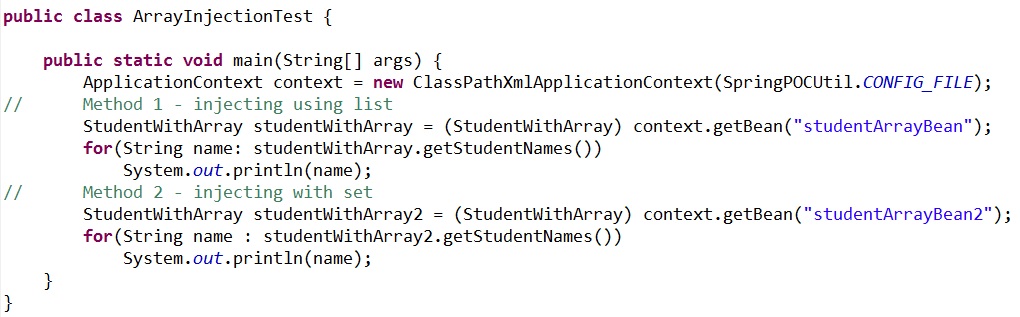 public class ArrayInjectionTest {
public static void main(String[] args) {
ApplicationContext context = new ClassPathXmlApplicationContext(SpringPOCUtil.CONFIG_FILE);
// Method 1 - injecting using list
StudentWithArray studentWithArray = (StudentWithArray) context.getBean("studentArrayBean");
for(String name: studentWithArray.getStudentNames())
System.out.println(name);
// Method 2 - injecting with set
StudentWithArray studentWithArray2 = (StudentWithArray) context.getBean("studentArrayBean2");
for(String name : studentWithArray2.getStudentNames())
System.out.println(name);
}
}